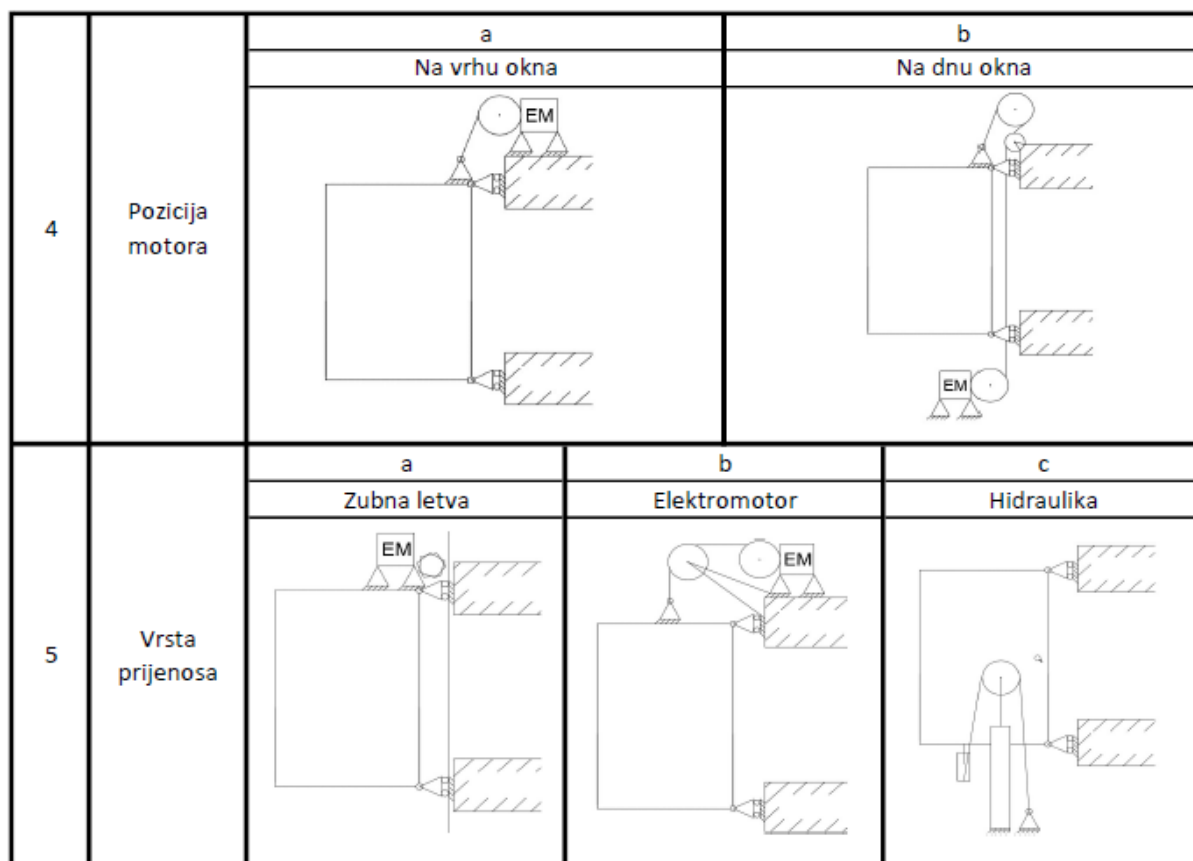 a
b
Na vrhu okna
Na dnu okna
4
Pozicija
motora
EM
EM
a
b
c
Zubna letva
Elektromotor
Hidraulika
5
Vrsta
prijenosa
EM
EM